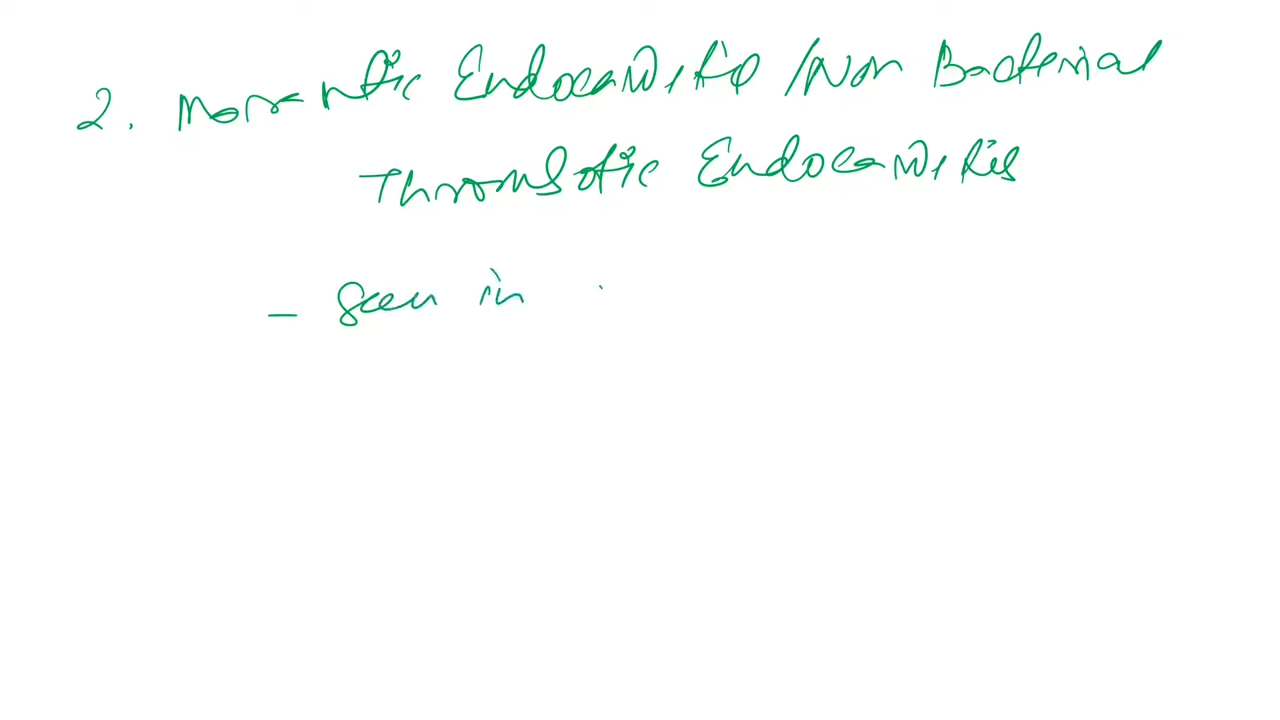 2. Marantic Endocarditis / Non Bacterial
Thrombotic Endocarditis
- Seen in